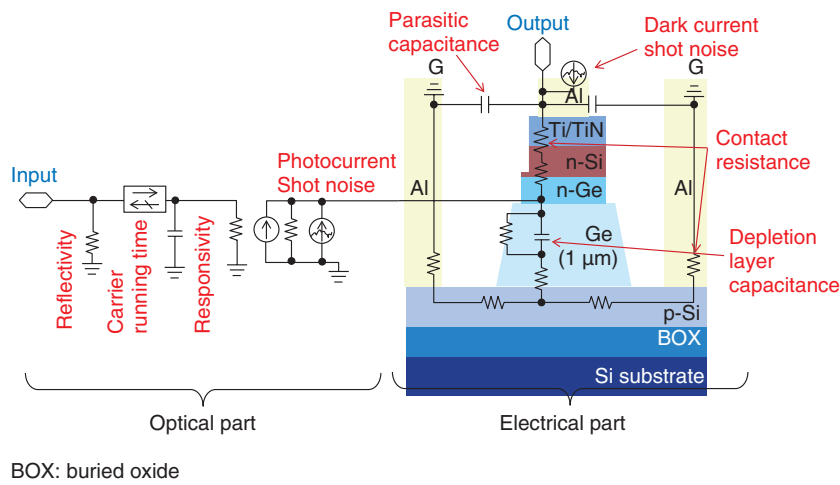 Parasitic
capacitance
Output
Dark current
shot noise
G
G
Al
Ti/TiN
Contact
resistance
n-Si
Photocurrent
Shot noise
Input
Al
n-Ge
Al
Reflectivity
Carrier
running time
Responsivity
Ge
(1 μm)
Depletion
layer
capacitance
p-Si
BOX
Si substrate
Optical part
Electrical part
BOX: buried oxide